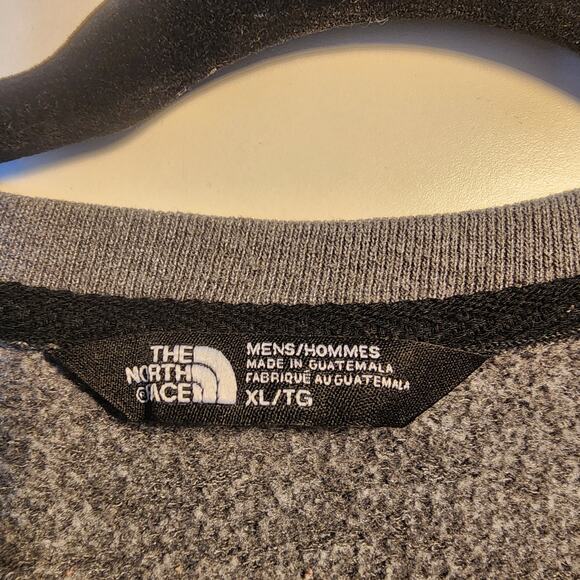 THE
NORTH
FACE
MENS/HOMMES
MADE IN GUATEMALA
FABRIQUÉ AU GUATEMALA
XL/TG